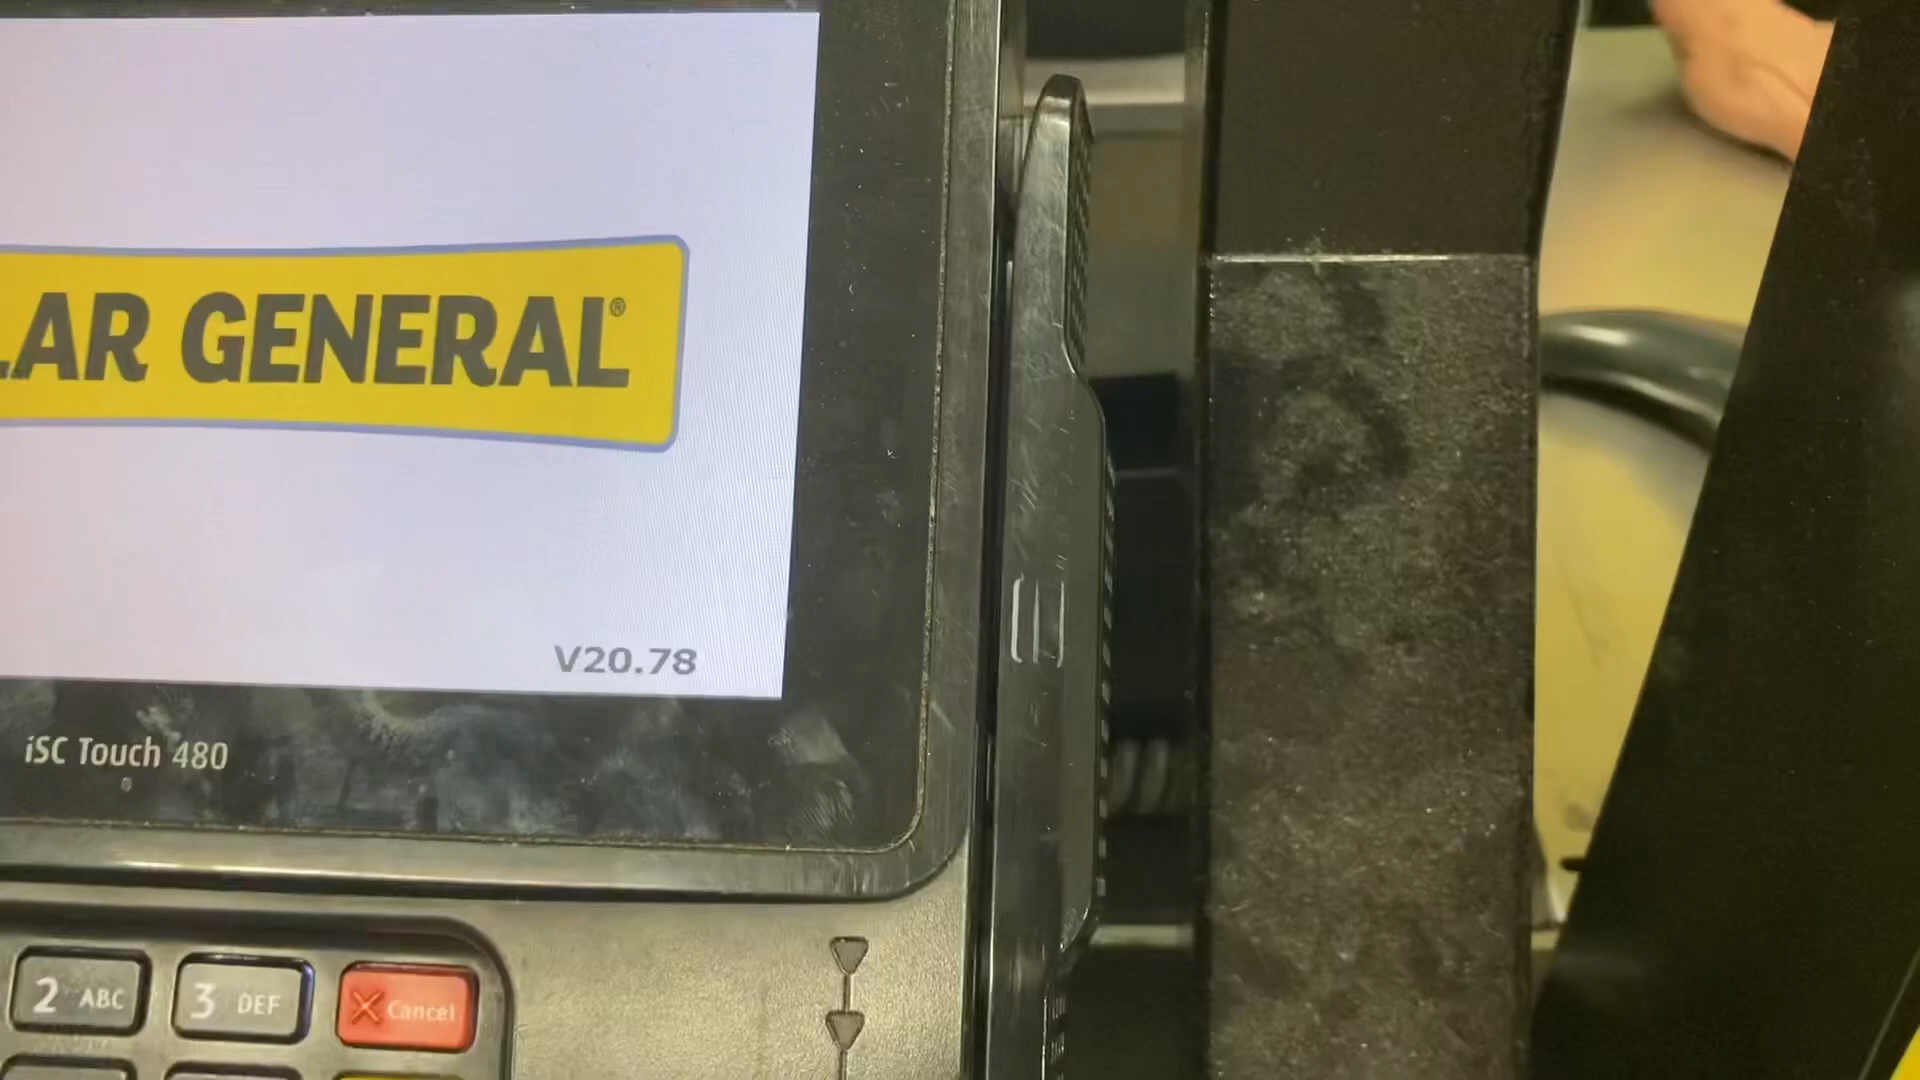 LAR GENERAL®
V20.78
iSC Touch 480
2 ABC
3 DEF
X Cancel